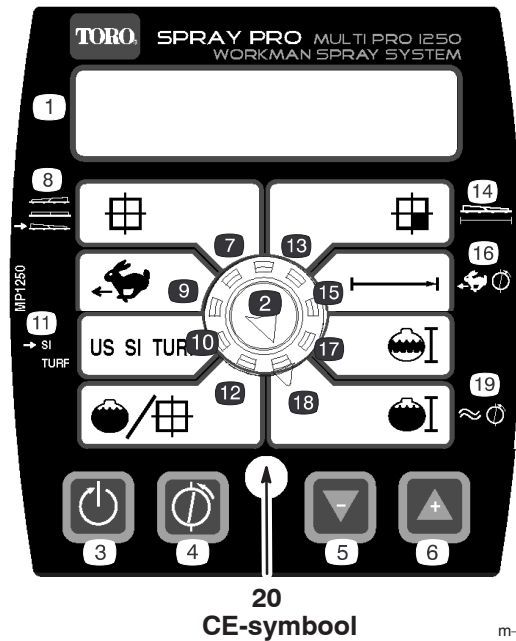 TORO. SPRAY PRO MULTI PRO 1250
WORKMAN SPRAY SYSTEM
1
8
14
7
13
16
MP1250
9
2
15
11
→ SI
TURF
US SI TUR
10
17
12
18
19
3
4
5
6
20
CE-symbool
m-